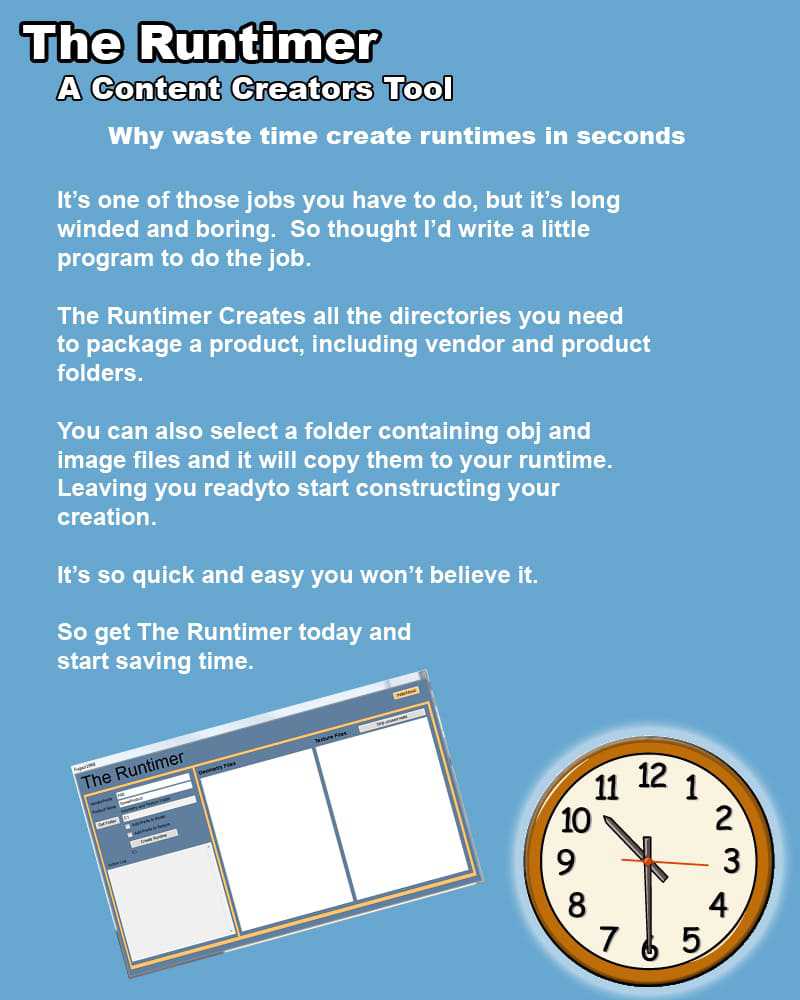 The Runtimer
A Content Creators Tool
Why waste time create runtimes in seconds
It’s one of those jobs you have to do, but it’s long
winded and boring.  So thought I’d write a little
program to do the job.
The Runtimer Creates all the directories you need
to package a product, including vendor and product
folders.
You can also select a folder containing obj and
image files and it will copy them to your runtime.
Leaving you readyto start constructing your
creation.
It’s so quick and easy you won’t believe it.
So get The Runtimer today and
start saving time.
The Runtimer
Geometry Files
Texture Files
Get Folder
Create Runtime
12
1
2
3
4
5
6
7
8
9
10
11